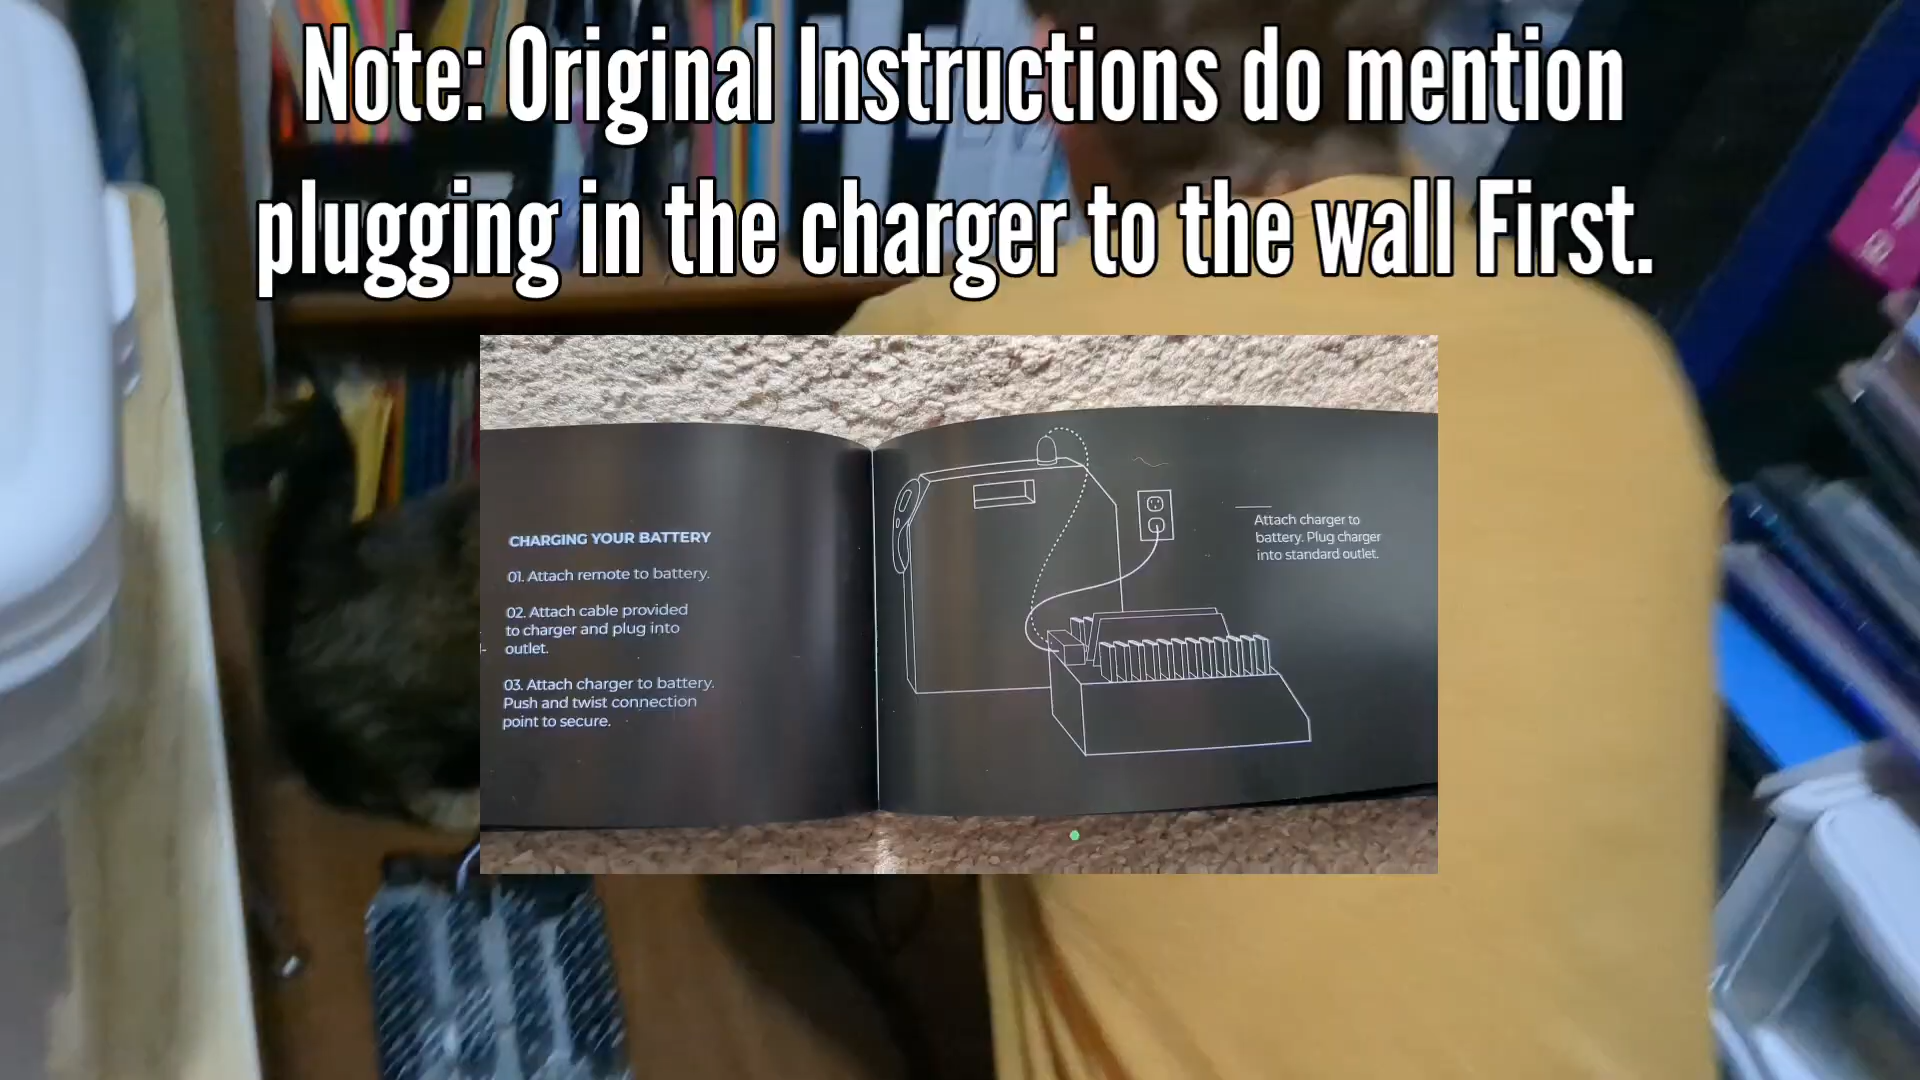 Note: Original Instructions do mention
plugging in the charger to the wall First.
CHARGING YOUR BATTERY
01. Attach remote to battery.
02. Attach cable provided
to charger and plug into
outlet.
03. Attach charger to battery.
Push and twist connection
point to secure.
Attach charger to
battery. Plug charger
into standard outlet.